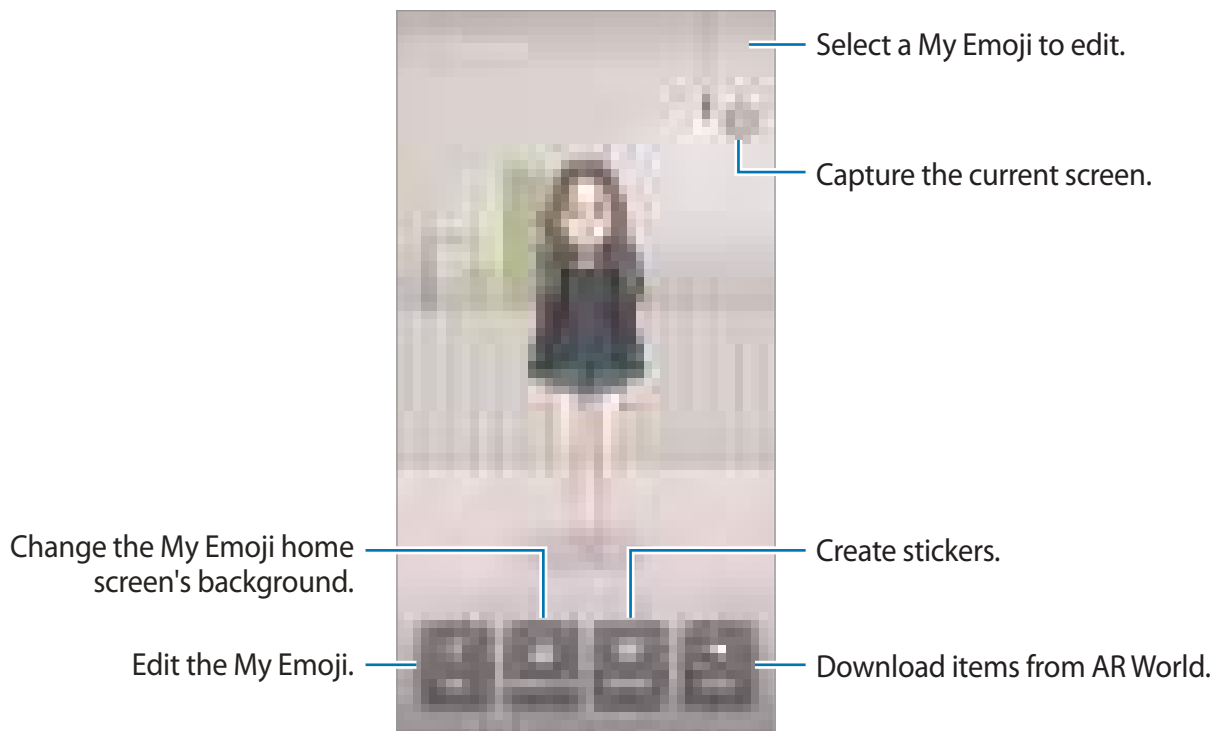 Select a My Emoji to edit.
Capture the current screen.
Change the My Emoji home
screen's background.
Create stickers.
Edit the My Emoji.
Download items from AR World.